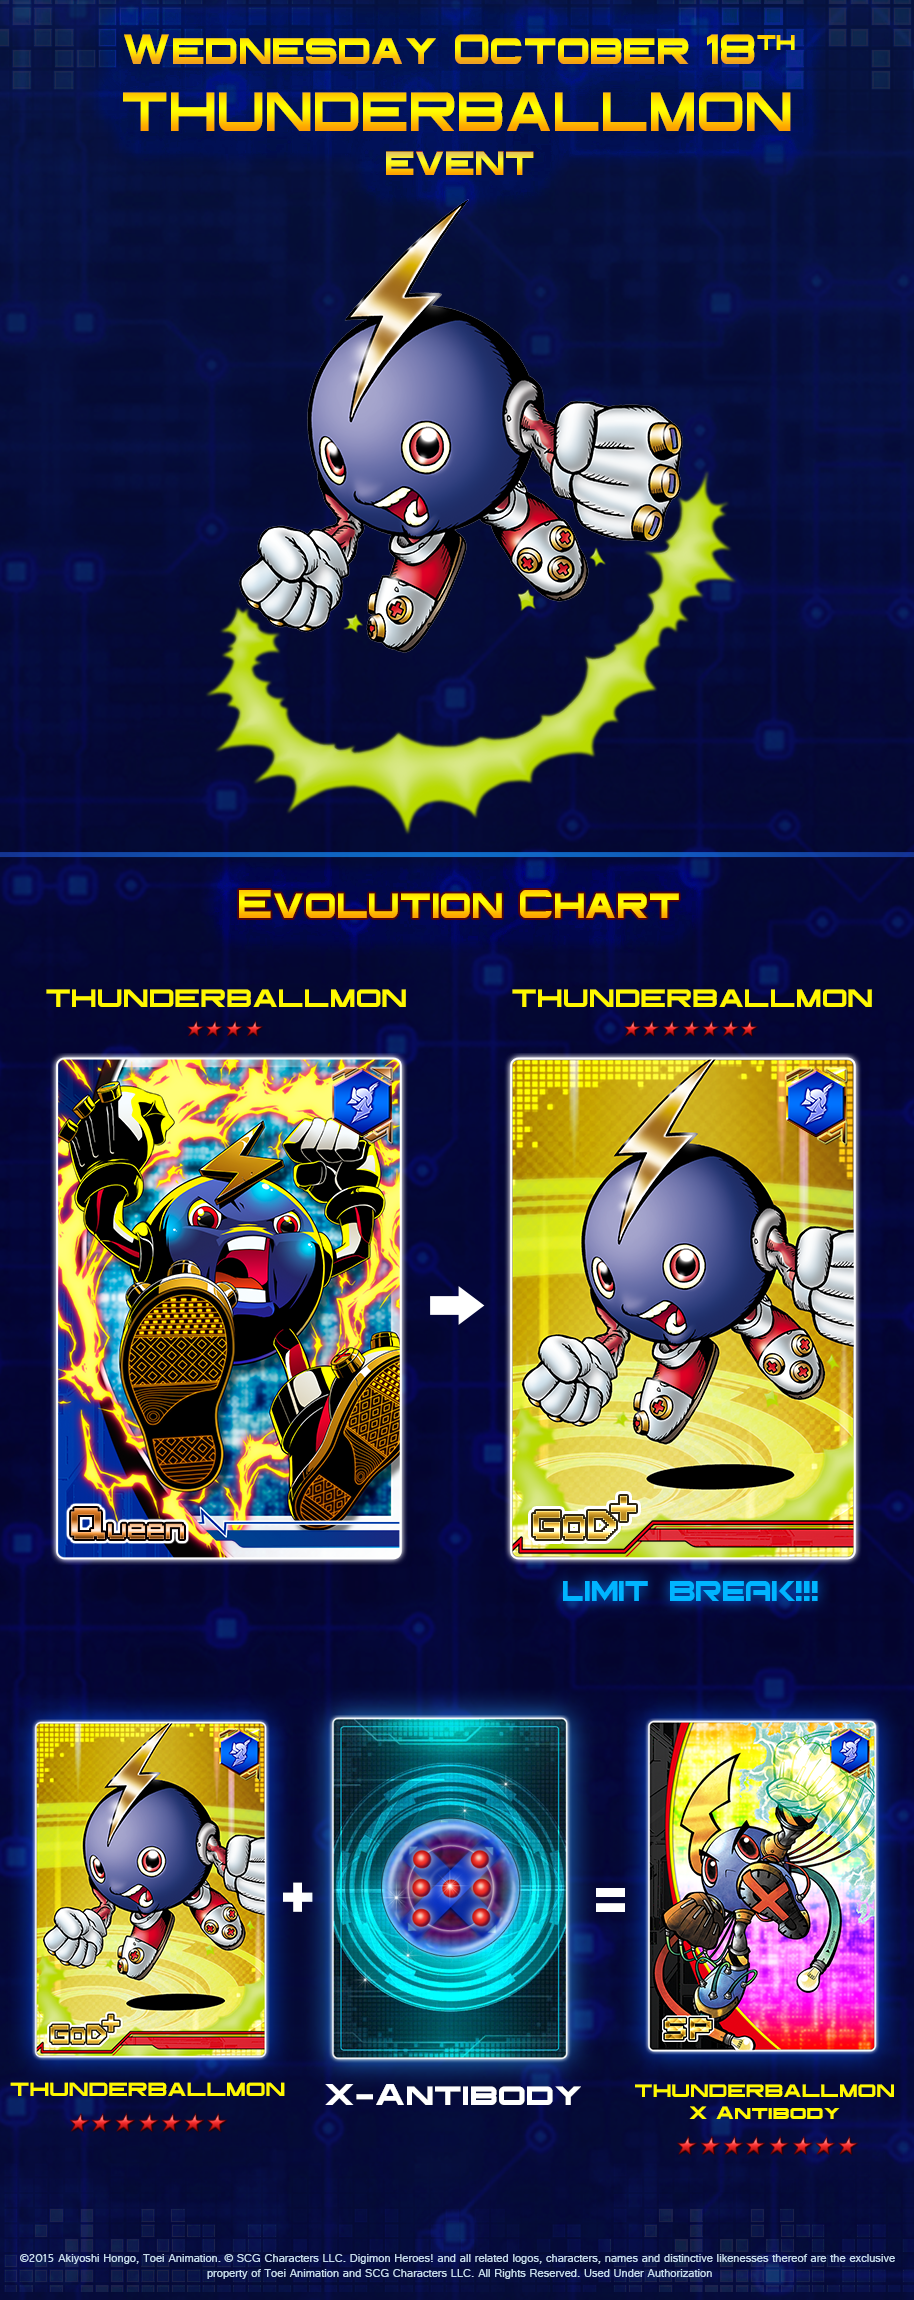 Wednesday October 18TH
THUNDERBALLMON
EVENT
Evolution Chart
THUNDERBALLMON THUNDERBALLMON
Queen
GOD+
LIMIT BREAK!!!
GOD+
SP
THUNDERBALLMON
X-Antibody
THUNDERBALLMON
X Antibody
©2015 Akiyoshi Hongo, Toei Animation. © SCG Characters LLC. Digimon Heroes! and all related logos, characters, names and distinctive likenesses thereof are the exclusive
property of Toei Animation and SCG Characters LLC. All Rights Reserved. Used Under Authorization